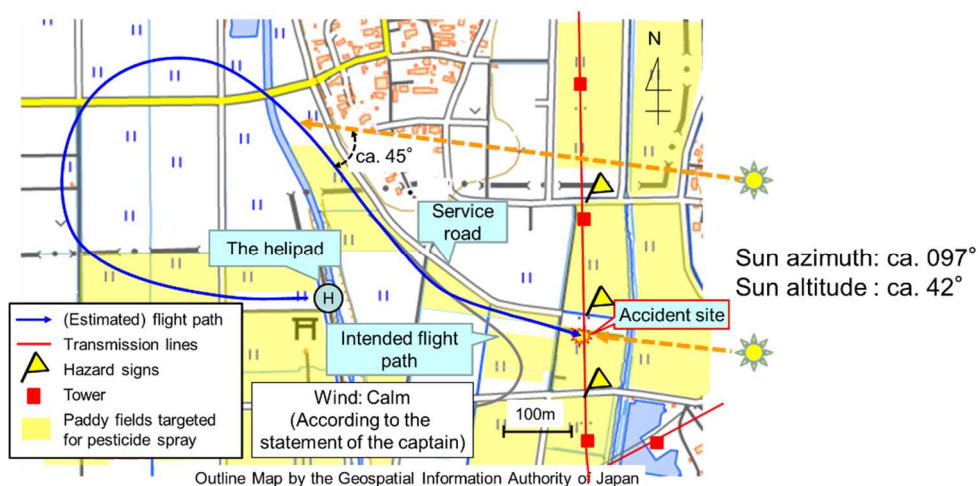 N
ca. 45°
Service
road
The helipad
H
Sun azimuth: ca. 097°
Sun altitude : ca. 42°
Accident site
(Estimated) flight path
Transmission lines
Hazard signs
Tower
Paddy fields targeted
for pesticide spray
Intended flight
path
Wind: Calm
(According to the
statement of the captain)
100m
Outline Map by the Geospatial Information Authority of Japan